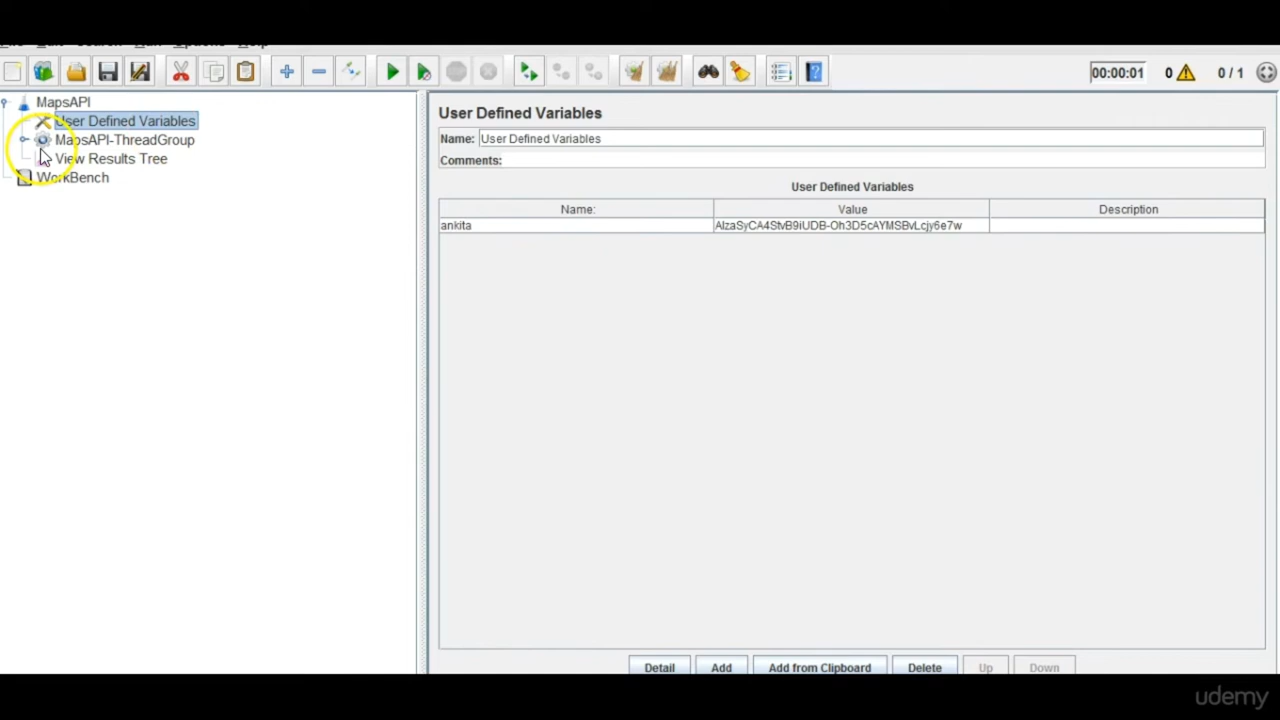 00:00:01 0 0 / 1
MapsAPI
User Defined Variables
MapsAPI-ThreadGroup
View Results Tree
WorkBench
User Defined Variables
Name: User Defined Variables
Comments:
User Defined Variables
Name: Value Description
ankita AIzaSyCA4StvB9iUDB-Oh3D5cAYMSBvLcjy6e7w
Detail Add Add from Clipboard Delete Up Down
udemy